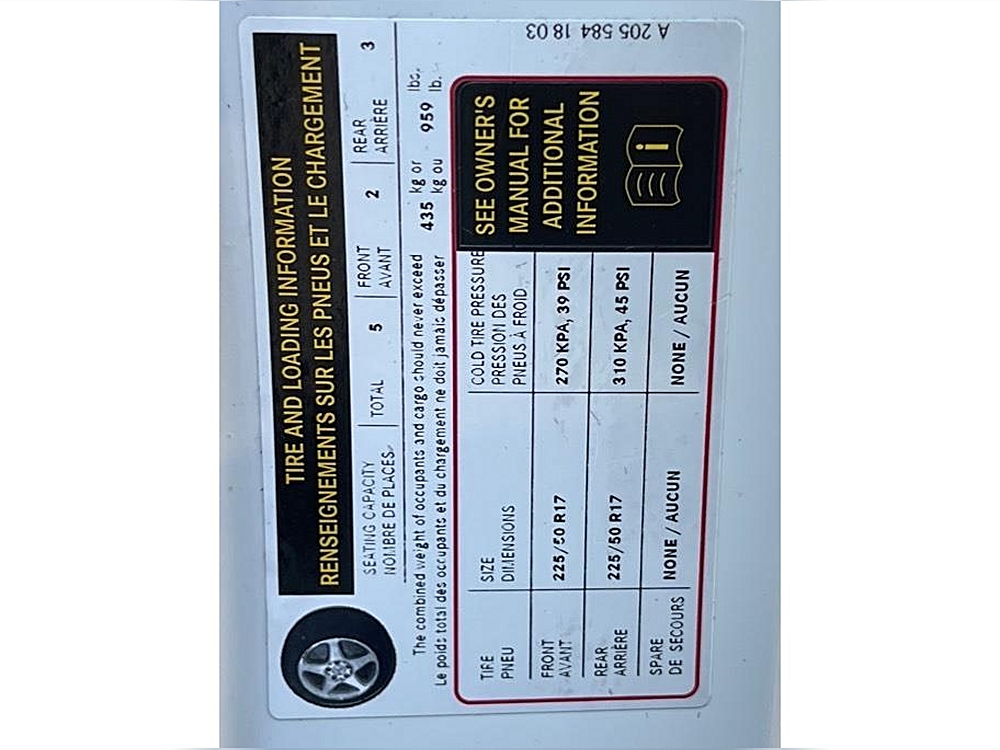 TIRE AND LOADING INFORMATION
RENSEIGNEMENTS SUR LES PNEUS ET LE CHARGEMENT
SEATING CAPACITY TOTAL 5 FRONT 2 REAR 3
NOMBRE DE PLACES AVANT ARRIÈRE
The combined weight of occupants and cargo should never exceed 435 kg or 959 lbs.
Le poids total des occupants et du chargement ne doit jamais dépasser kg ou lb.
TIRE SIZE COLD TIRE PRESSURE
PNEU DIMENSIONS PRESSION DES
PNEUS À FROID
FRONT 225/50 R17 270 KPA, 39 PSI
AVANT
REAR 225/50 R17 310 KPA, 45 PSI
ARRIÈRE
SPARE NONE / AUCUN NONE / AUCUN
DE SECOURS
SEE OWNER'S
MANUAL FOR
ADDITIONAL
INFORMATION
i
A 205 584 18 03